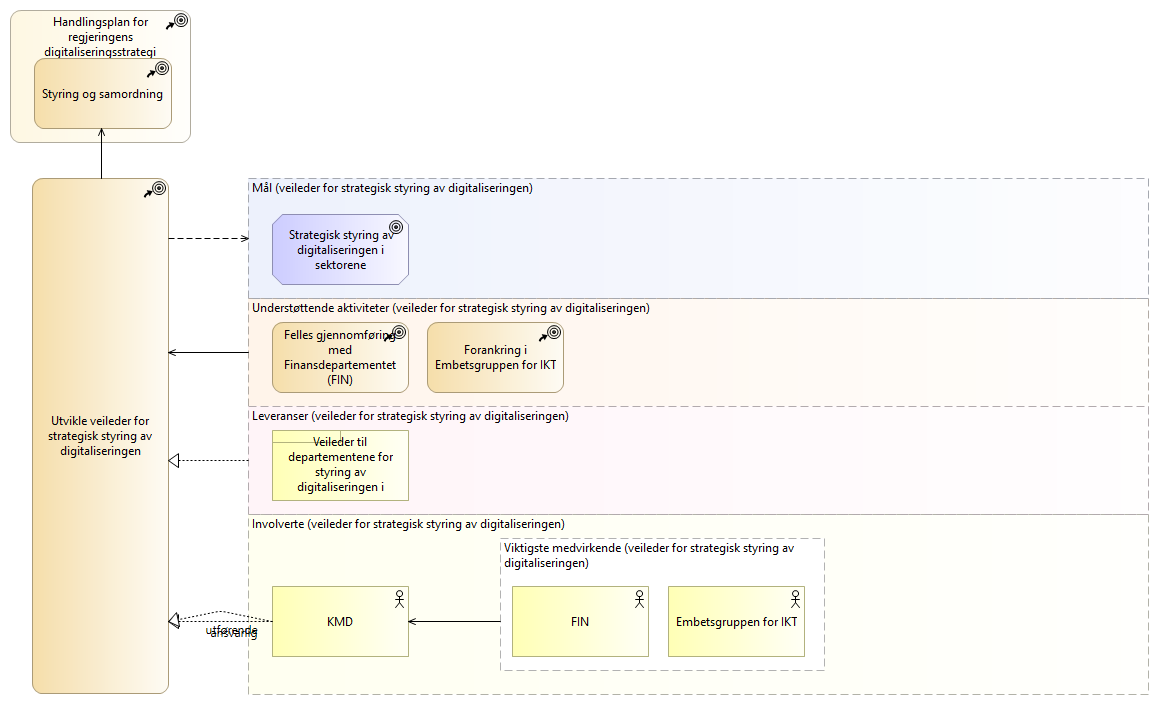 Handlingsplan for
regjeringens
digitaliseringsstrategi
Styring og samordning
Utvikle veileder for
strategisk styring av
digitaliseringen
Mål (veileder for strategisk styring av digitaliseringen)
Strategisk styring av
digitaliseringen i
sektorene
Understøttende aktiviteter (veileder for strategisk styring av digitaliseringen)
Felles gjennomføring
med
Finansdepartementet
(FIN)
Forankring i
Embetsgruppen for IKT
Leveranser (veileder for strategisk styring av digitaliseringen)
Veileder til
departementene for
styring av
digitaliseringen i
Involverte (veileder for strategisk styring av digitaliseringen)
Viktigste medvirkende (veileder for strategisk styring av
digitaliseringen)
utførende
ansvarlig
KMD
FIN
Embetsgruppen for IKT